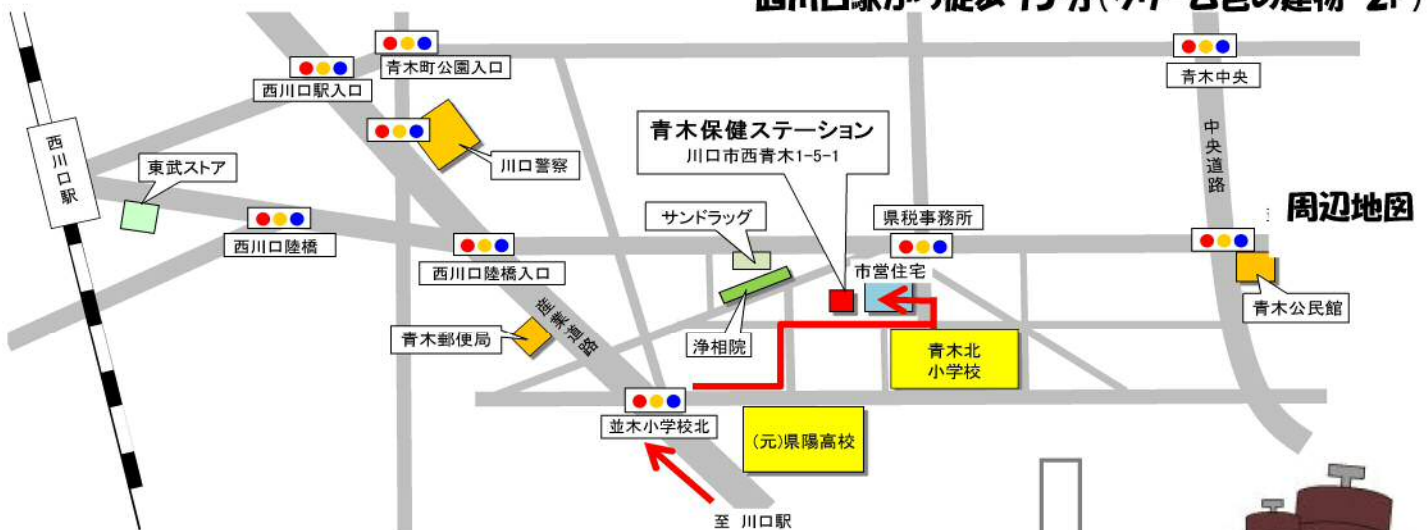 周辺地図
青木町公園入口
西川口駅入口
青木中央
青木保健ステーション
川口市西青木1-5-1
川口警察
東武ストア
西川口駅
中央道路
サンドラッグ
県税事務所
西川口陸橋
西川口陸橋入口
市営住宅
青木公民館
産業道路
青木郵便局
浄相院
青木北
小学校
並木小学校北
(元)県陽高校
至 川口駅